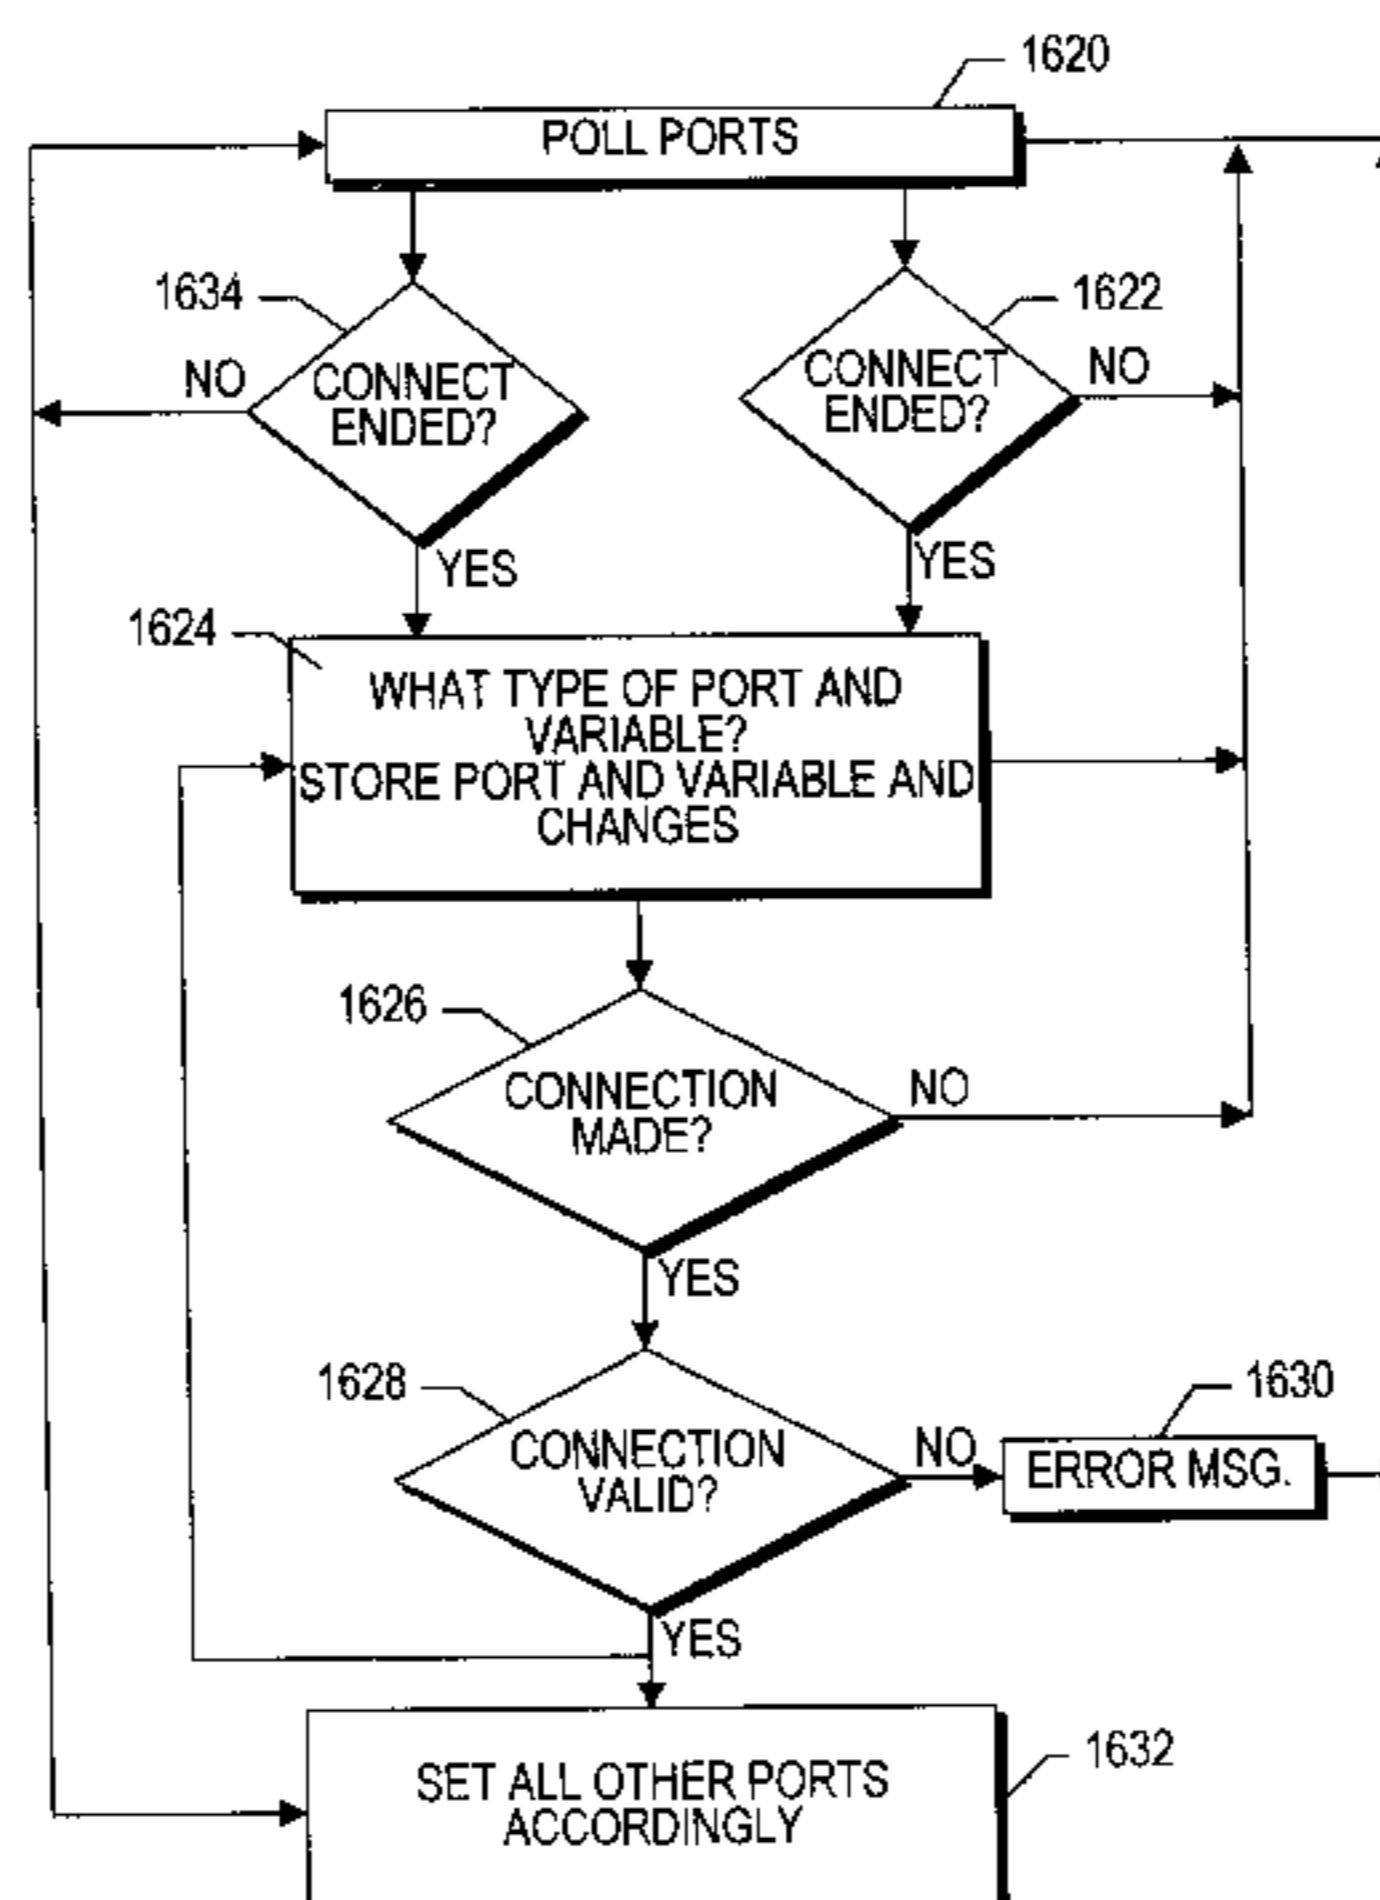 1620
POLL PORTS
1634
1622
NO
CONNECT
ENDED?
CONNECT
ENDED?
NO
YES
YES
1624
WHAT TYPE OF PORT AND
VARIABLE?
STORE PORT AND VARIABLE AND
CHANGES
1626
CONNECTION
MADE?
NO
YES
1628
CONNECTION
VALID?
NO
1630
ERROR MSG.
YES
1632
SET ALL OTHER PORTS
ACCORDINGLY